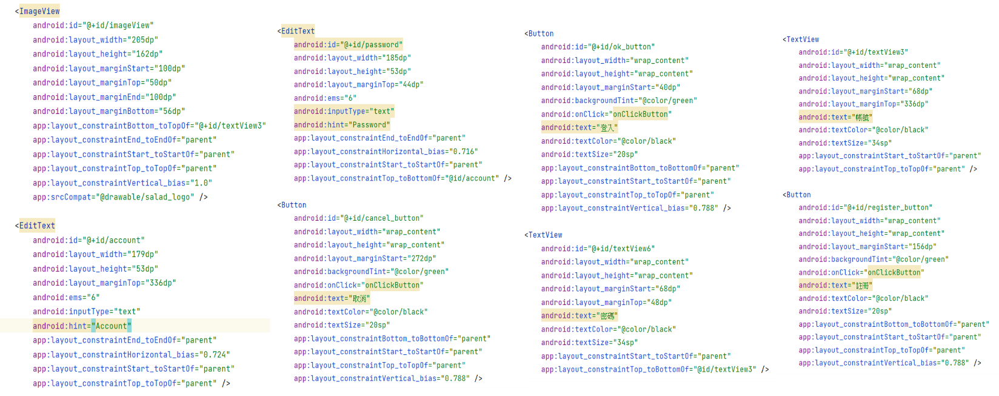 <ImageView
android:id="@+id/imageView"
android:layout_width="205dp"
android:layout_height="162dp"
android:layout_marginStart="100dp"
android:layout_marginTop="50dp"
android:layout_marginEnd="100dp"
android:layout_marginBottom="56dp"
app:layout_constraintBottom_toTopOf="@+id/textView3"
app:layout_constraintEnd_toEndOf="parent"
app:layout_constraintStart_toStartOf="parent"
app:layout_constraintTop_toTopOf="parent"
app:layout_constraintVertical_bias="1.0"
app:srcCompat="@drawable/salad_logo" />
<EditText
android:id="@+id/account"
android:layout_width="179dp"
android:layout_height="53dp"
android:layout_marginTop="336dp"
android:ems="6"
android:inputType="text"
android:hint="Account"
app:layout_constraintEnd_toEndOf="parent"
app:layout_constraintHorizontal_bias="0.724"
app:layout_constraintStart_toStartOf="parent"
app:layout_constraintTop_toTopOf="parent" />
<EditText
android:id="@+id/password"
android:layout_width="185dp"
android:layout_height="53dp"
android:layout_marginTop="44dp"
android:ems="6"
android:inputType="text"
android:hint="Password"
app:layout_constraintEnd_toEndOf="parent"
app:layout_constraintHorizontal_bias="0.716"
app:layout_constraintStart_toStartOf="parent"
app:layout_constraintTop_toBottomOf="@id/account" />
<Button
android:id="@+id/cancel_button"
android:layout_width="wrap_content"
android:layout_height="wrap_content"
android:layout_marginStart="272dp"
android:backgroundTint="@color/green"
android:onClick="onClickButton"
android:text="取消"
android:textColor="@color/black"
android:textSize="20sp"
app:layout_constraintBottom_toBottomOf="parent"
app:layout_constraintStart_toStartOf="parent"
app:layout_constraintTop_toTopOf="parent"
app:layout_constraintVertical_bias="0.788" />
<Button
android:id="@+id/ok_button"
android:layout_width="wrap_content"
android:layout_height="wrap_content"
android:layout_marginStart="40dp"
android:backgroundTint="@color/green"
android:onClick="onClickButton"
android:text="登入"
android:textColor="@color/black"
android:textSize="20sp"
app:layout_constraintBottom_toBottomOf="parent"
app:layout_constraintStart_toStartOf="parent"
app:layout_constraintTop_toTopOf="parent"
app:layout_constraintVertical_bias="0.788" />
<TextView
android:id="@+id/textView6"
android:layout_width="wrap_content"
android:layout_height="wrap_content"
android:layout_marginStart="68dp"
android:layout_marginTop="48dp"
android:text="密碼"
android:textColor="@color/black"
android:textSize="34sp"
app:layout_constraintStart_toStartOf="parent"
app:layout_constraintTop_toBottomOf="@id/textView3" />
<TextView
android:id="@+id/textView3"
android:layout_width="wrap_content"
android:layout_height="wrap_content"
android:layout_marginStart="68dp"
android:layout_marginTop="336dp"
android:text="帳號"
android:textColor="@color/black"
android:textSize="34sp"
app:layout_constraintStart_toStartOf="parent"
app:layout_constraintTop_toTopOf="parent" />
<Button
android:id="@+id/register_button"
android:layout_width="wrap_content"
android:layout_height="wrap_content"
android:layout_marginStart="156dp"
android:backgroundTint="@color/green"
android:onClick="onClickButton"
android:text="註冊"
android:textColor="@color/black"
android:textSize="20sp"
app:layout_constraintBottom_toBottomOf="parent"
app:layout_constraintStart_toStartOf="parent"
app:layout_constraintTop_toTopOf="parent"
app:layout_constraintVertical_bias="0.788" />